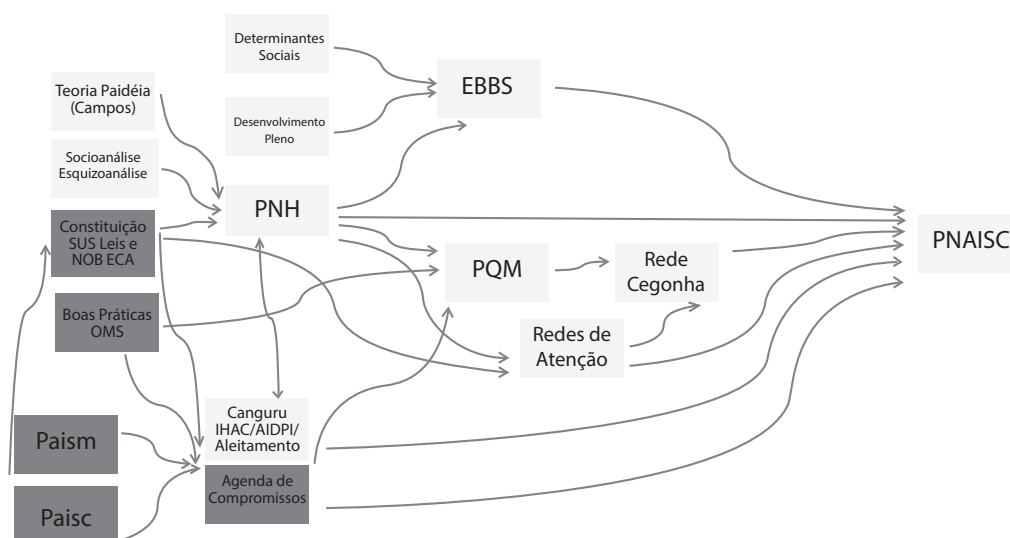 Determinantes
Sociais
EBBS
Teoria Paidéia
(Campos)
Desenvolvimento
Pleno
Socioanálise
Esquizoanálise
PNH
Constituição
SUS Leis e
NOB ECA
PNAISC
PQM
Rede
Cegonha
Boas Práticas
OMS
Redes de
Atenção
Canguru
IHAC/AIDPI/
Aleitamento
Paism
Agenda de
Compromissos
Paisc